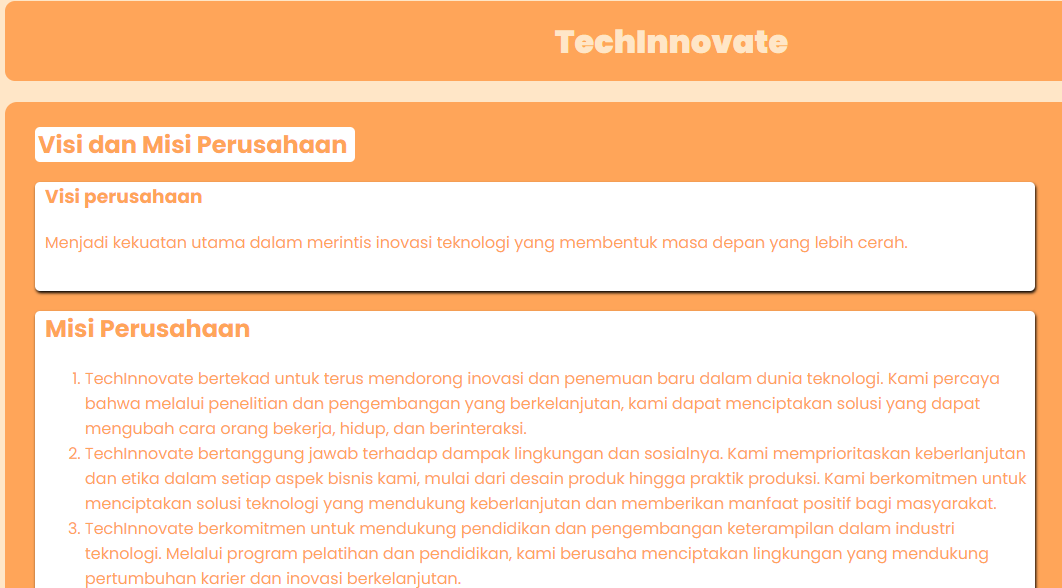 TechInnovate
Visi dan Misi Perusahaan
Visi perusahaan
Menjadi kekuatan utama dalam merintis inovasi teknologi yang membentuk masa depan yang lebih cerah.
Misi Perusahaan
1. TechInnovate bertekad untuk terus mendorong inovasi dan penemuan baru dalam dunia teknologi. Kami percaya
bahwa melalui penelitian dan pengembangan yang berkelanjutan, kami dapat menciptakan solusi yang dapat
mengubah cara orang bekerja, hidup, dan berinteraksi.
2. TechInnovate bertanggung jawab terhadap dampak lingkungan dan sosialnya. Kami memprioritaskan keberlanjutan
dan etika dalam setiap aspek bisnis kami, mulai dari desain produk hingga praktik produksi. Kami berkomitmen untuk
menciptakan solusi teknologi yang mendukung keberlanjutan dan memberikan manfaat positif bagi masyarakat.
3. TechInnovate berkomitmen untuk mendukung pendidikan dan pengembangan keterampilan dalam industri
teknologi. Melalui program pelatihan dan pendidikan, kami berusaha menciptakan lingkungan yang mendukung
pertumbuhan karier dan inovasi berkelanjutan.